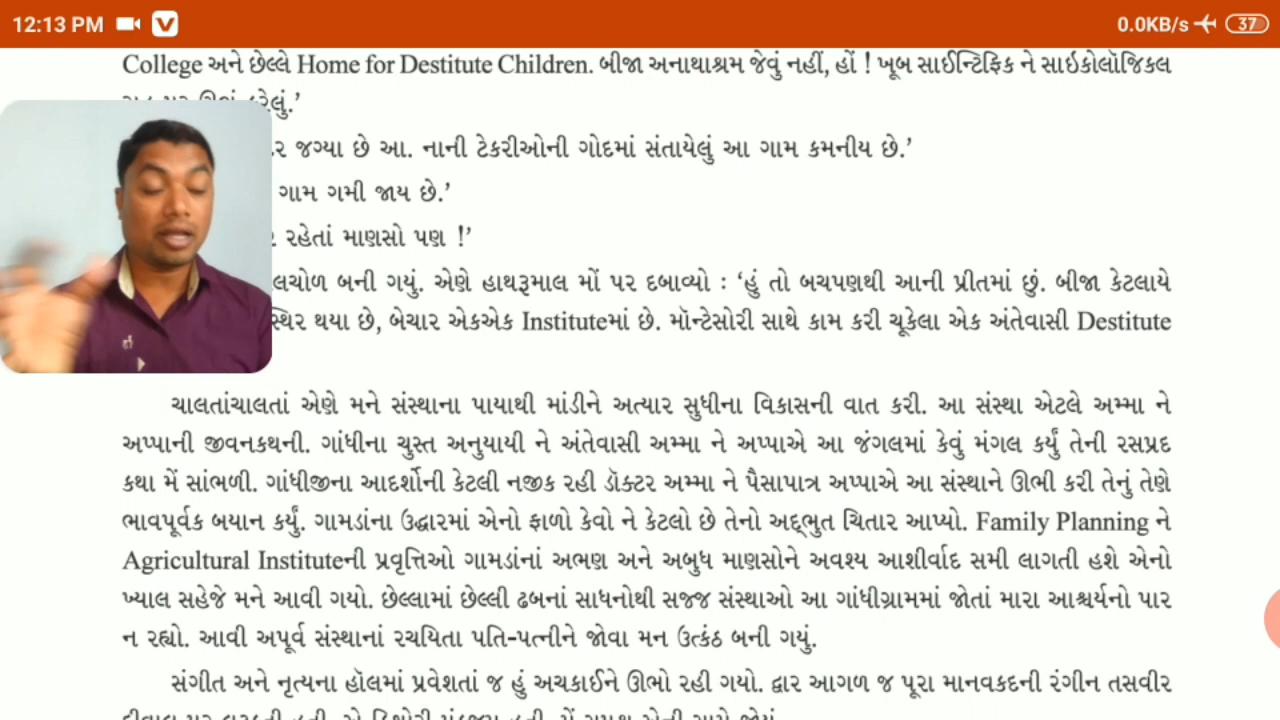 12:13 PM
0.0KB/s 37
College અને છેલ્લે Home for Destitute Children. બીજા અનાથાશ્રમ જેવું નહીં, હોં ! ખૂબ સાઈન્ટિફિક ને સાઇકોલૉજિકલ
જગ્યા છે આ. નાની ટેકરીઓની ગોદમાં સંતાયેલું આ ગામ કમનીય છે.’
ગામ ગમી જાય છે.’
રહેતાં માણસો પણ !’
બની ગયું. એણે હાથરૂમાલ મોં પર દબાવ્યો : ‘હું તો બચપણથી આની પ્રીતમાં છું. બીજા કેટલાયે
થયા છે, બેચાર એકએક Instituteમાં છે. મૉન્ટેસોરી સાથે કામ કરી ચૂકેલા એક અંતેવાસી Destitute
ચાલતાંચાલતાં એણે મને સંસ્થાના પાયાથી માંડીને અત્યાર સુધીના વિકાસની વાત કરી. આ સંસ્થા એટલે અમ્મા ને
અપ્પાની જીવનકથની. ગાંધીના ચુસ્ત અનુયાયી ને અંતેવાસી અમ્મા ને અપ્પાએ આ જંગલમાં કેવું મંગલ કર્યું તેની રસપ્રદ
કથા મેં સાંભળી. ગાંધીજીના આદર્શોની કેટલી નજીક રહી ડૉક્ટર અમ્મા ને પૈસાપાત્ર અપ્પાએ આ સંસ્થાને ઊભી કરી તેનું તેણે
ભાવપૂર્વક બયાન કર્યું. ગામડાંના ઉદ્ધારમાં એનો ફાળો કેવો ને કેટલો છે તેનો અદ્ભુત ચિતાર આપ્યો. Family Planning ને
Agricultural Instituteની પ્રવૃત્તિઓ ગામડાંનાં અભણ અને અબુધ માણસોને અવશ્ય આશીર્વાદ સમી લાગતી હશે એનો
ખ્યાલ સહેજે મને આવી ગયો. છેલ્લામાં છેલ્લી ઢબનાં સાધનોથી સજ્જ સંસ્થાઓ આ ગાંધીગ્રામમાં જોતાં મારા આશ્ચર્યનો પાર
ન રહ્યો. આવી અપૂર્વ સંસ્થાનાં રચયિતા પતિ-પત્નીને જોવા મન ઉત્કંઠ બની ગયું.
સંગીત અને નૃત્યના હૉલમાં પ્રવેશતાં જ હું અચકાઈને ઊભો રહી ગયો. દ્વાર આગળ જ પૂરા માનવકદની રંગીન તસવીર